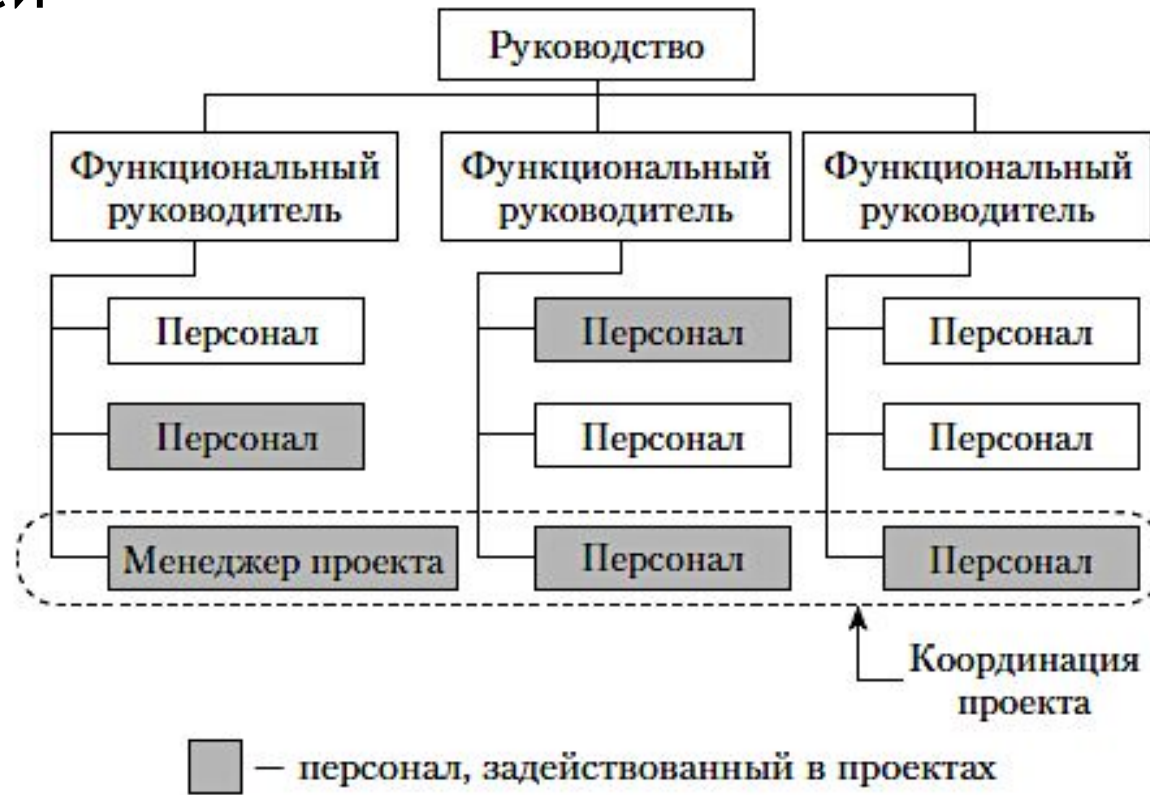 Руководство
Функциональный
руководитель
Функциональный
руководитель
Функциональный
руководитель
Персонал
Персонал
Персонал
Персонал
Персонал
Персонал
Менеджер проекта
Персонал
Персонал
Координация
проекта
— персонал, задействованный в проектах